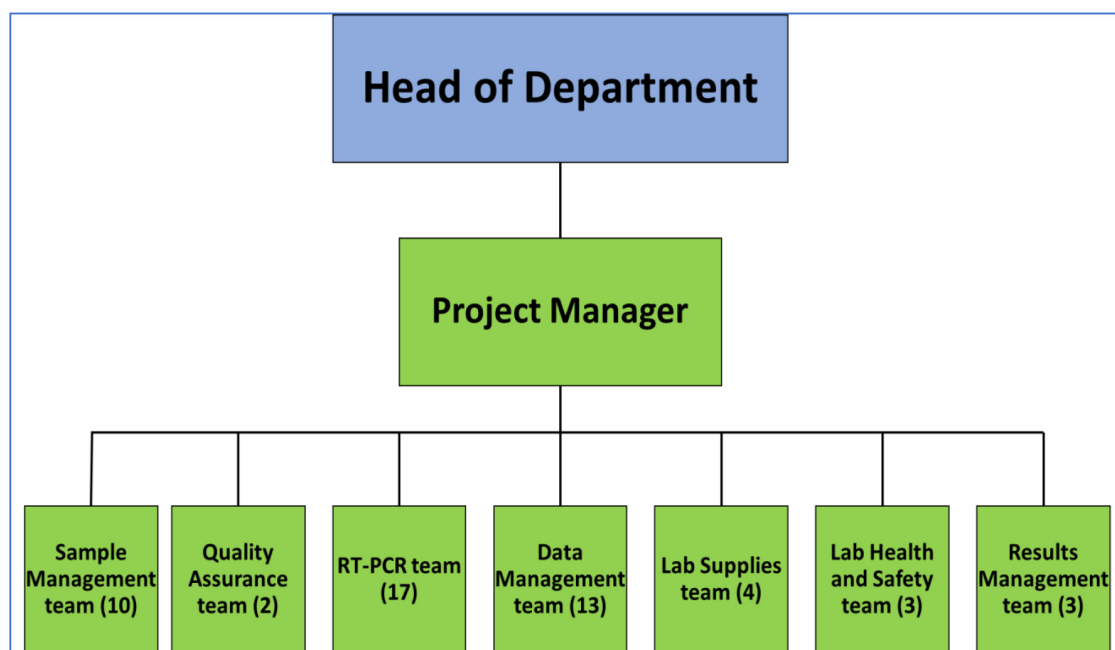 Head of Department
Project Manager
Sample
Management
team (10)
Quality
Assurance
team (2)
RT-PCR team
(17)
Data
Management
team (13)
Lab Supplies
team (4)
Lab Health
and Safety
team (3)
Results
Management
team (3)